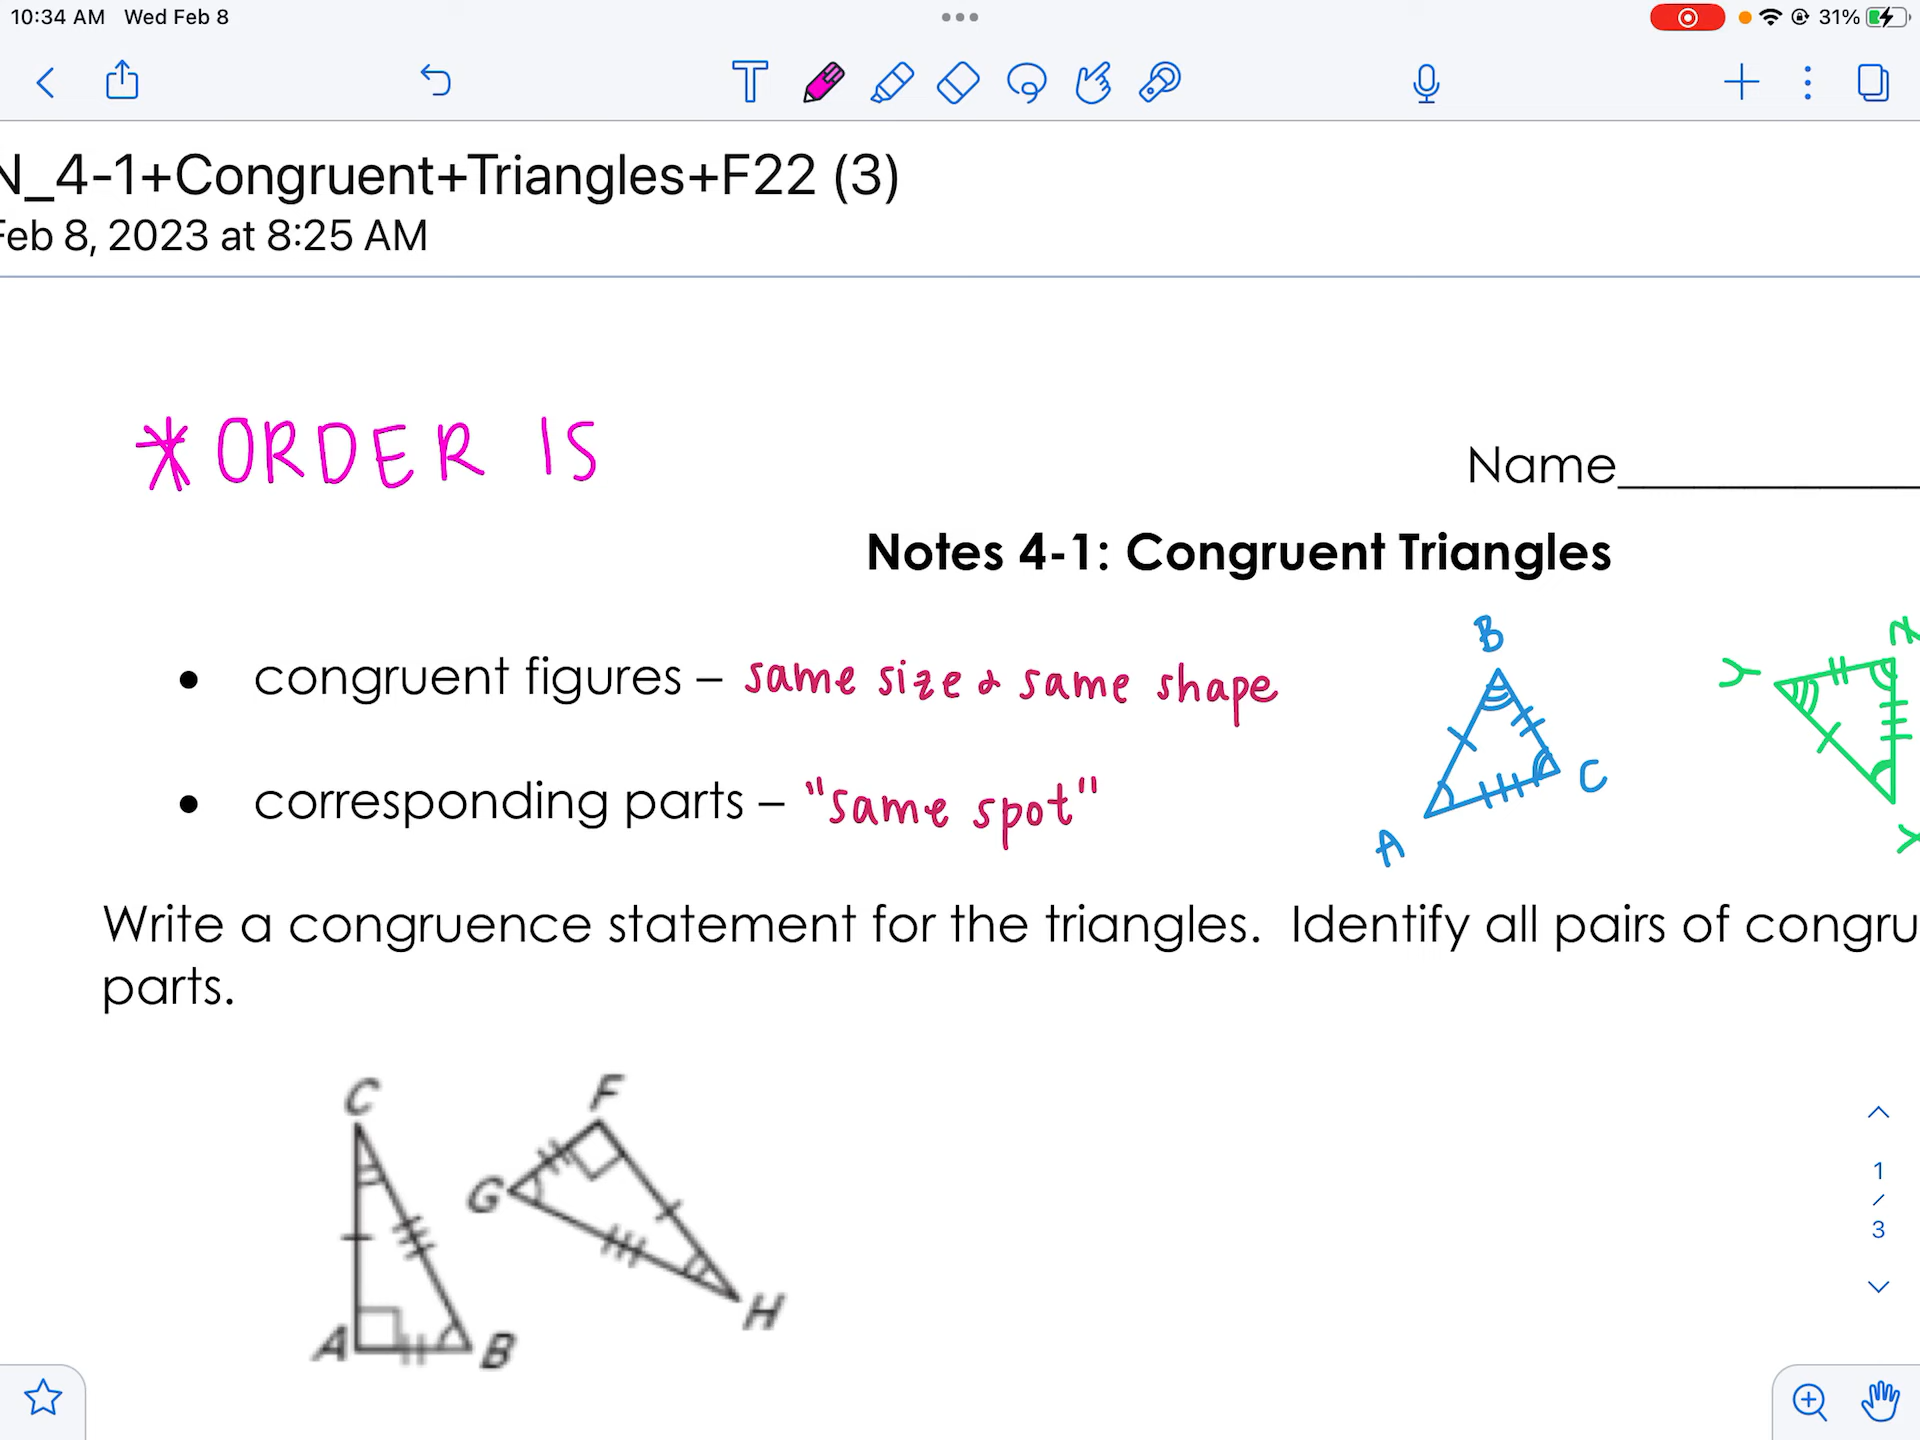 10:34 AM Wed Feb 8
31%
N_4-1+Congruent+Triangles+F22 (3)
Feb 8, 2023 at 8:25 AM
*ORDER IS
Name
Notes 4-1: Congruent Triangles
• congruent figures – same size & same shape
• corresponding parts – "same spot"
B
C
A
Y
Write a congruence statement for the triangles. Identify all pairs of congru
parts.
C
F
G
H
A
B
1
/
3